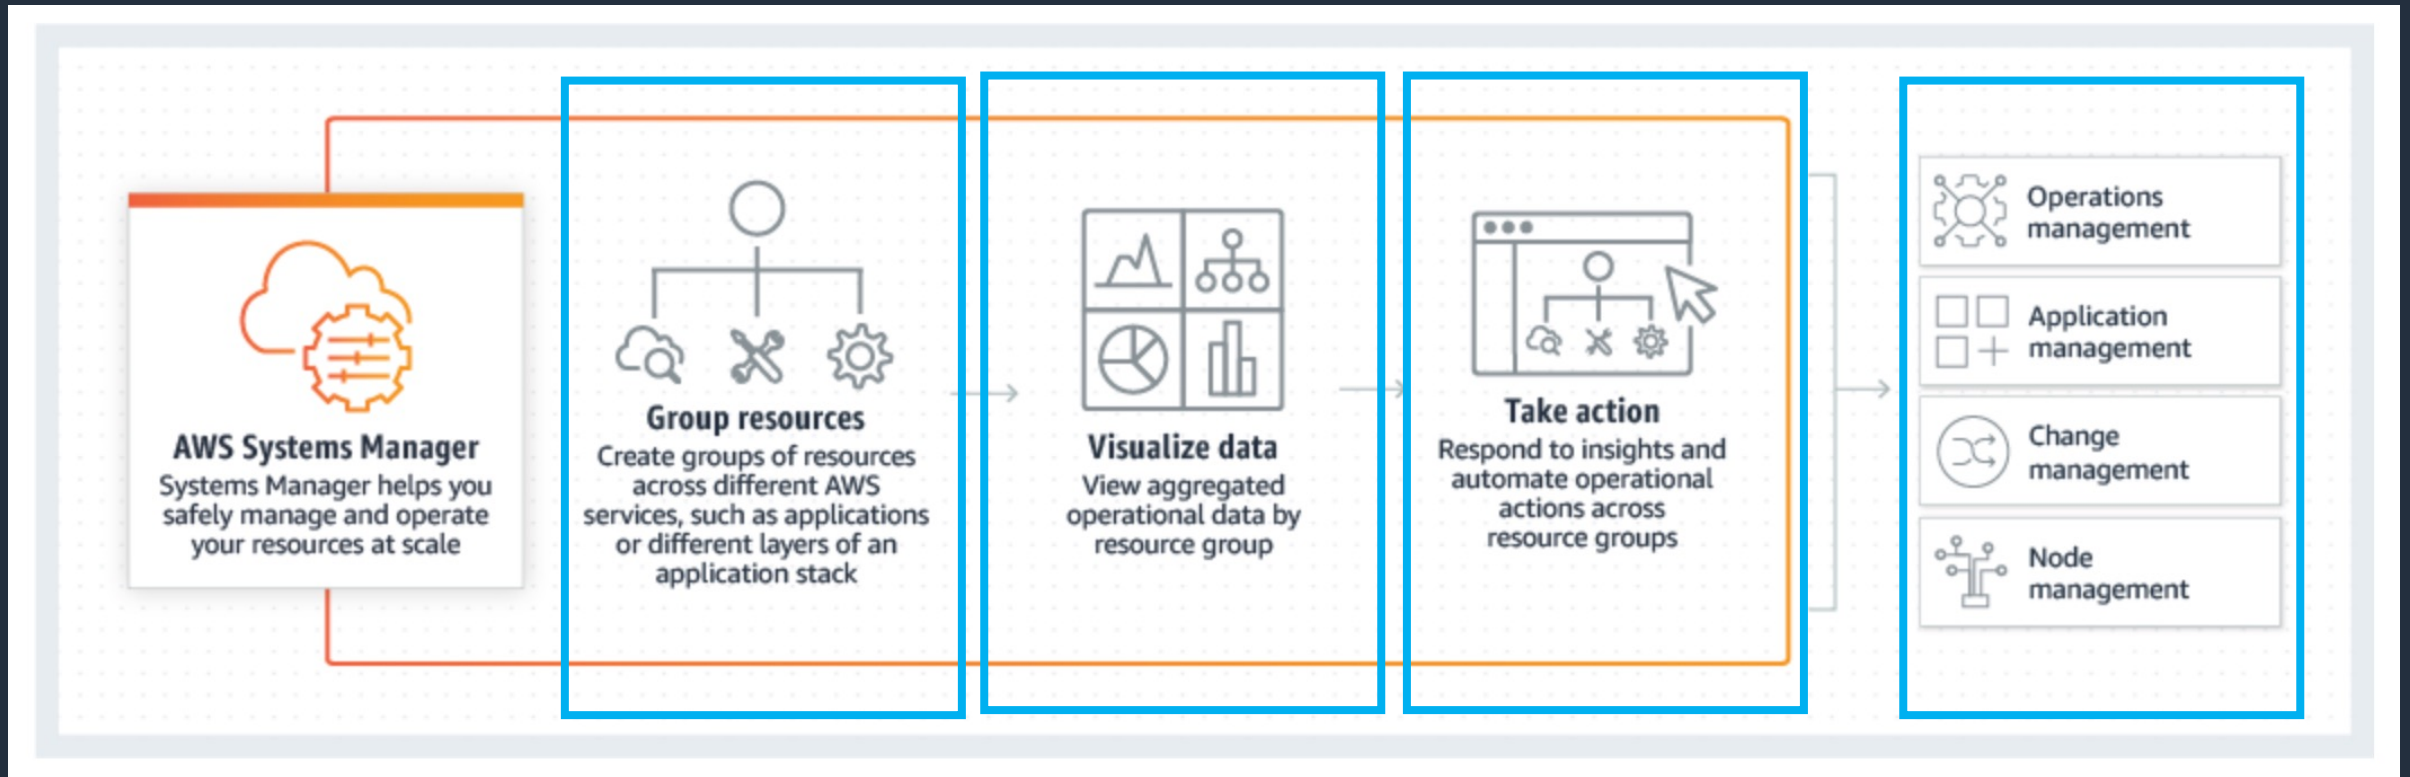 AWS Systems Manager
Systems Manager helps you
safely manage and operate
your resources at scale
Group resources
Create groups of resources
across different AWS
services, such as applications
or different layers of an
application stack
Visualize data
View aggregated
operational data by
resource group
Take action
Respond to insights and
automate operational
actions across
resource groups
Operations
management
Application
management
Change
management
Node
management